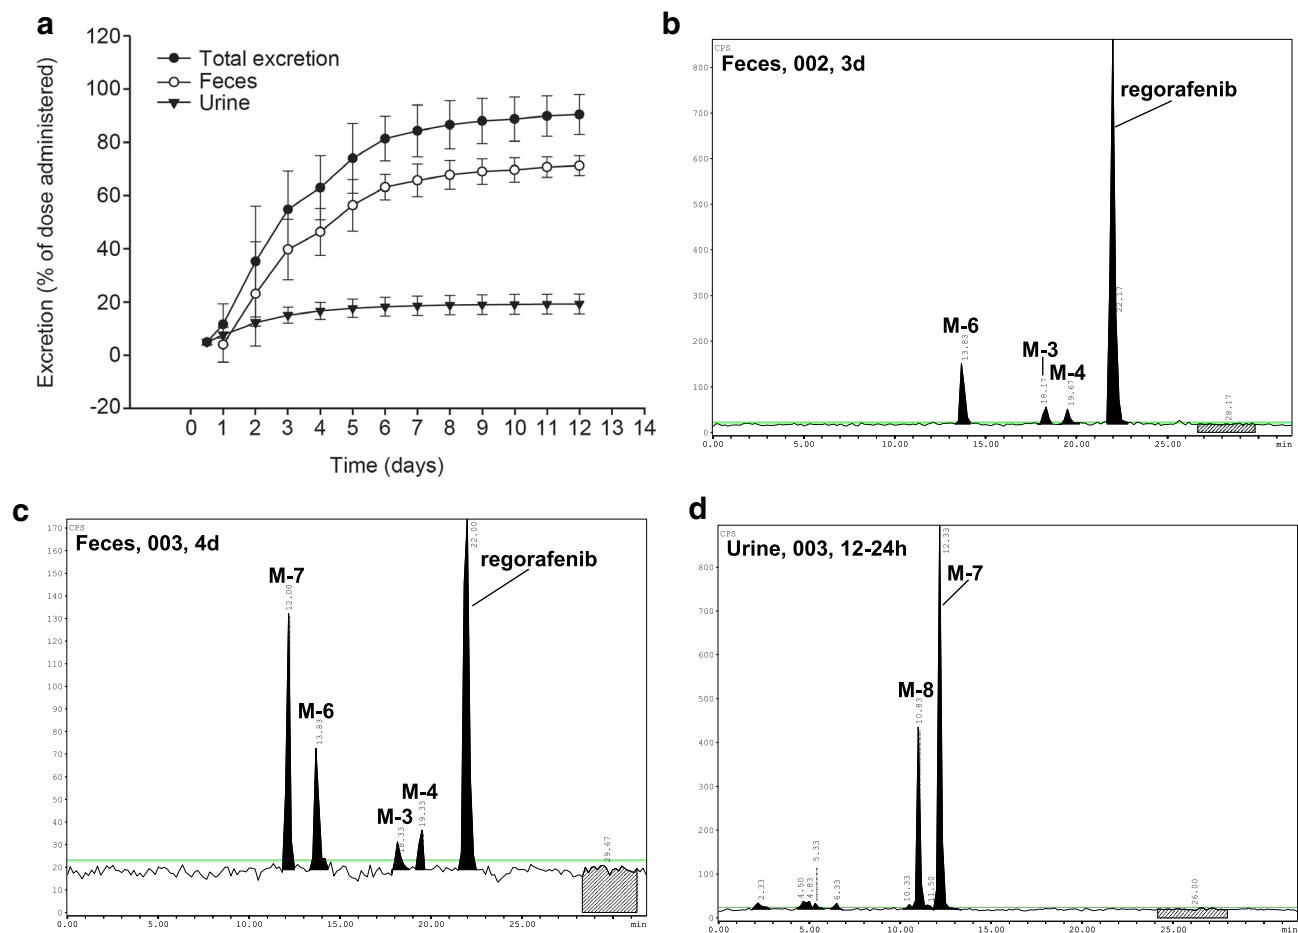 a
120
100
80
60
40
20
0
-20
Excretion (% of dose administered)
Total excretion
Feces
Urine
0 1 2 3 4 5 6 7 8 9 10 11 12 13 14
Time (days)
b
CPS
Feces, 002, 3d
800
700
600
500
400
300
200
100
0
regorafenib
22.17
M-6
13.83
M-3
18.17
M-4
19.67
28.17
0.00 5.00 10.00 15.00 20.00 25.00 min
c
CPS
Feces, 003, 4d
170
160
150
140
130
120
110
100
90
80
70
60
50
40
30
20
10
0
22.00
regorafenib
M-7
12.00
M-6
13.83
M-4
19.33
M-3
18.33
29.67
0.00 5.00 10.00 15.00 20.00 25.00 min
d
CPS
Urine, 003, 12-24h
800
700
600
500
400
300
200
100
0
12.33
M-7
M-8
10.83
2.33
4.50
4.83
5.33
6.33
10.33
11.50
26.00
0.00 5.00 10.00 15.00 20.00 25.00 min